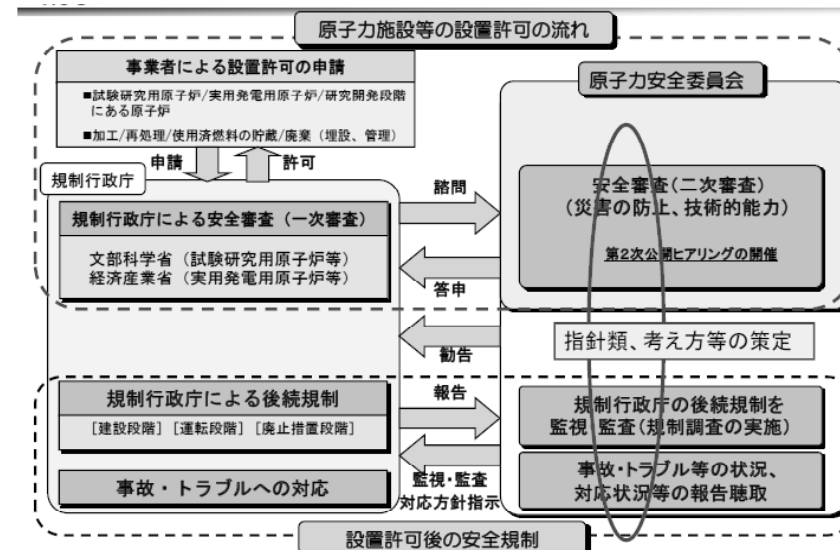 原子力施設等の設置許可の流れ
事業者による設置許可の申請
■試験研究用原子炉/実用発電用原子炉/研究開発段階
にある原子炉
■加工/再処理/使用済燃料の貯蔵/廃棄(埋設、管理)
申請
許可
規制行政庁
規制行政庁による安全審査(一次審査)
文部科学省(試験研究用原子炉等)
経済産業省(実用発電用原子炉等)
諮問
答申
勧告
原子力安全委員会
安全審査(二次審査)
(災害の防止、技術的能力)
第2次公開ヒアリングの開催
指針類、考え方等の策定
規制行政庁による後続規制
[建設段階] [運転段階] [廃止措置段階]
事故・トラブルへの対応
報告
監視・監査
対応方針指示
規制行政庁の後続規制を
監視・監査(規制調査の実施)
事故・トラブル等の状況、
対応状況等の報告聴取
設置許可後の安全規制